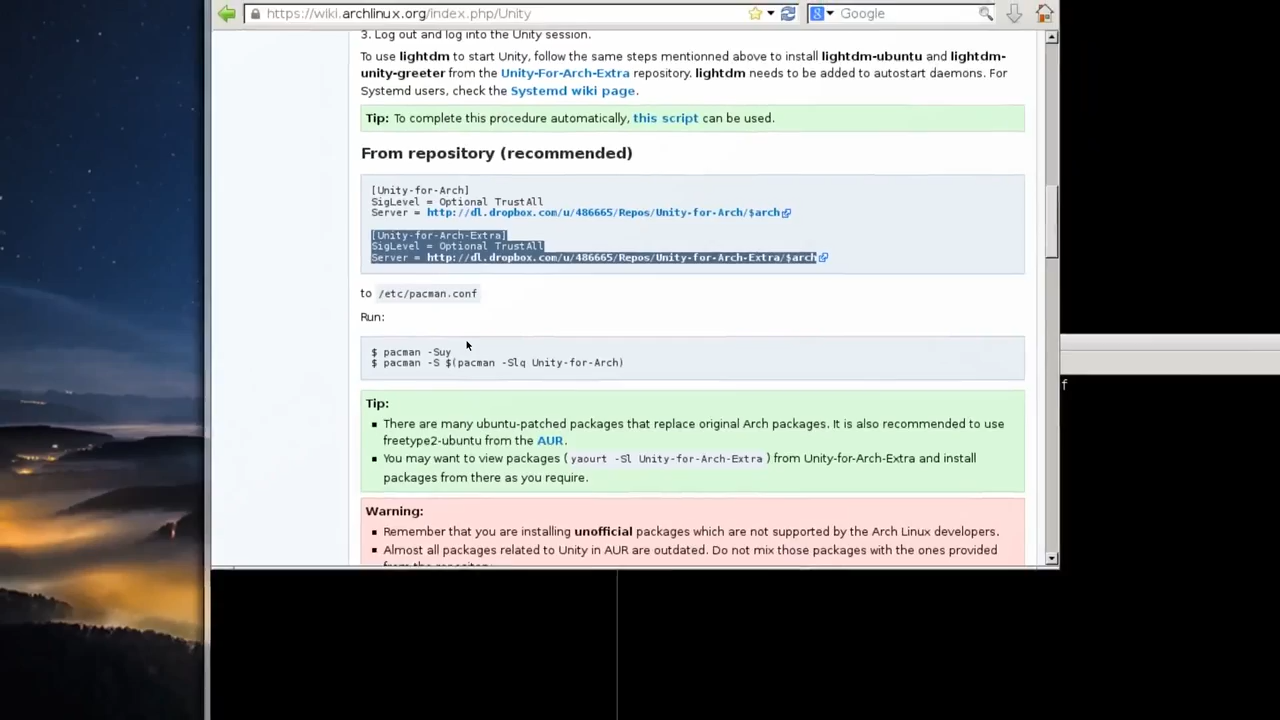 https://wiki.archlinux.org/index.php/Unity
Google
3. Log out and log into the Unity session.
To use lightdm to start Unity, follow the same steps mentionned above to install lightdm-ubuntu and lightdm-
unity-greeter from the Unity-For-Arch-Extra repository. lightdm needs to be added to autostart daemons. For
Systemd users, check the Systemd wiki page.
Tip: To complete this procedure automatically, this script can be used.
From repository (recommended)
[Unity-for-Arch]
SigLevel = Optional TrustAll
Server = http://dl.dropbox.com/u/486665/Repos/Unity-for-Arch/$arch
[Unity-for-Arch-Extra]
SigLevel = Optional TrustAll
Server = http://dl.dropbox.com/u/486665/Repos/Unity-for-Arch-Extra/$arch
to /etc/pacman.conf
Run:
$ pacman -Suy
$ pacman -S $(pacman -Slq Unity-for-Arch)
f
Tip:
▪ There are many ubuntu-patched packages that replace original Arch packages. It is also recommended to use
freetype2-ubuntu from the AUR.
▪ You may want to view packages ( yaourt -Sl Unity-for-Arch-Extra ) from Unity-for-Arch-Extra and install
packages from there as you require.
Warning:
▪ Remember that you are installing unofficial packages which are not supported by the Arch Linux developers.
▪ Almost all packages related to Unity in AUR are outdated. Do not mix those packages with the ones provided
from the repository.